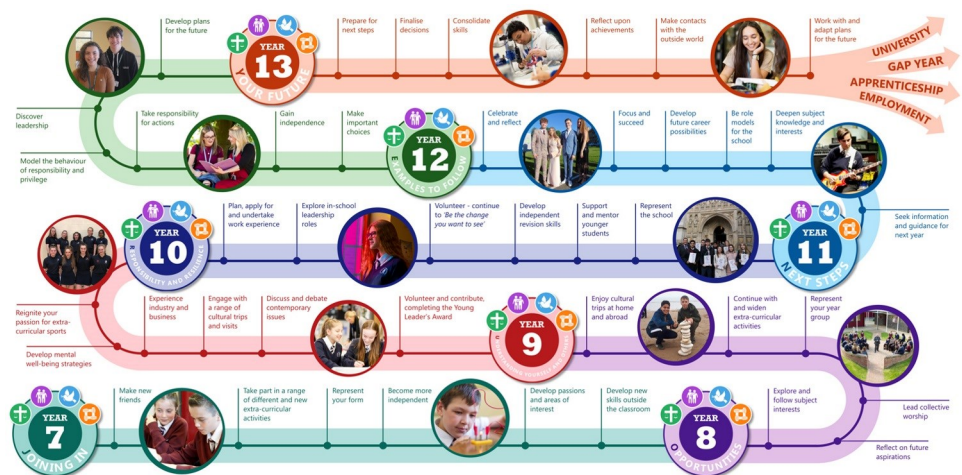 Develop plans
for the future
YEAR
13
YOUR FUTURE
Prepare for
next steps
Finalise
decisions
Consolidate
skills
Reflect upon
achievements
Make contacts
with the
outside world
Work with and
adapt plans
for the future
UNIVERSITY
GAP YEAR
APPRENTICESHIP
EMPLOYMENT
Discover
leadership
Model the behaviour
of responsibility and
privilege
Take responsibility
for actions
Gain
independence
Make
important
choices
YEAR
12
EXAMPLES TO FOLLOW
Celebrate
and reflect
Focus and
succeed
Develop
future career
possibilities
Be role
models
for the
school
Deepen subject
knowledge and
interests
Seek information
and guidance for
next year
YEAR
11
NEXT STEPS
Represent
the school
Support
and mentor
younger
students
Develop
independent
revision skills
Volunteer - continue
to 'Be the change
you want to see'
Explore in-school
leadership
roles
Plan, apply for
and undertake
work experience
YEAR
10
RESPONSIBILITY AND RESILIENCE
Reignite your
passion for extra-
curricular sports
Develop mental
well-being strategies
Experience
industry and
business
Engage with
a range of
cultural trips
and visits
Discuss and debate
contemporary
issues
Volunteer and contribute,
completing the Young
Leader's Award
YEAR
9
Enjoy cultural
trips at home
and abroad
Continue with
and widen
extra-curricular
activities
Represent
your year
group
Lead collective
worship
Reflect on future
aspirations
YEAR
7
JOINING IN
Make new
friends
Take part in a range
of different and new
extra-curricular
activities
Represent
your form
Become more
independent
Develop passions
and areas of
interest
Develop new
skills outside
the classroom
YEAR
8
OPPORTUNITIES
Explore and
follow subject
interests